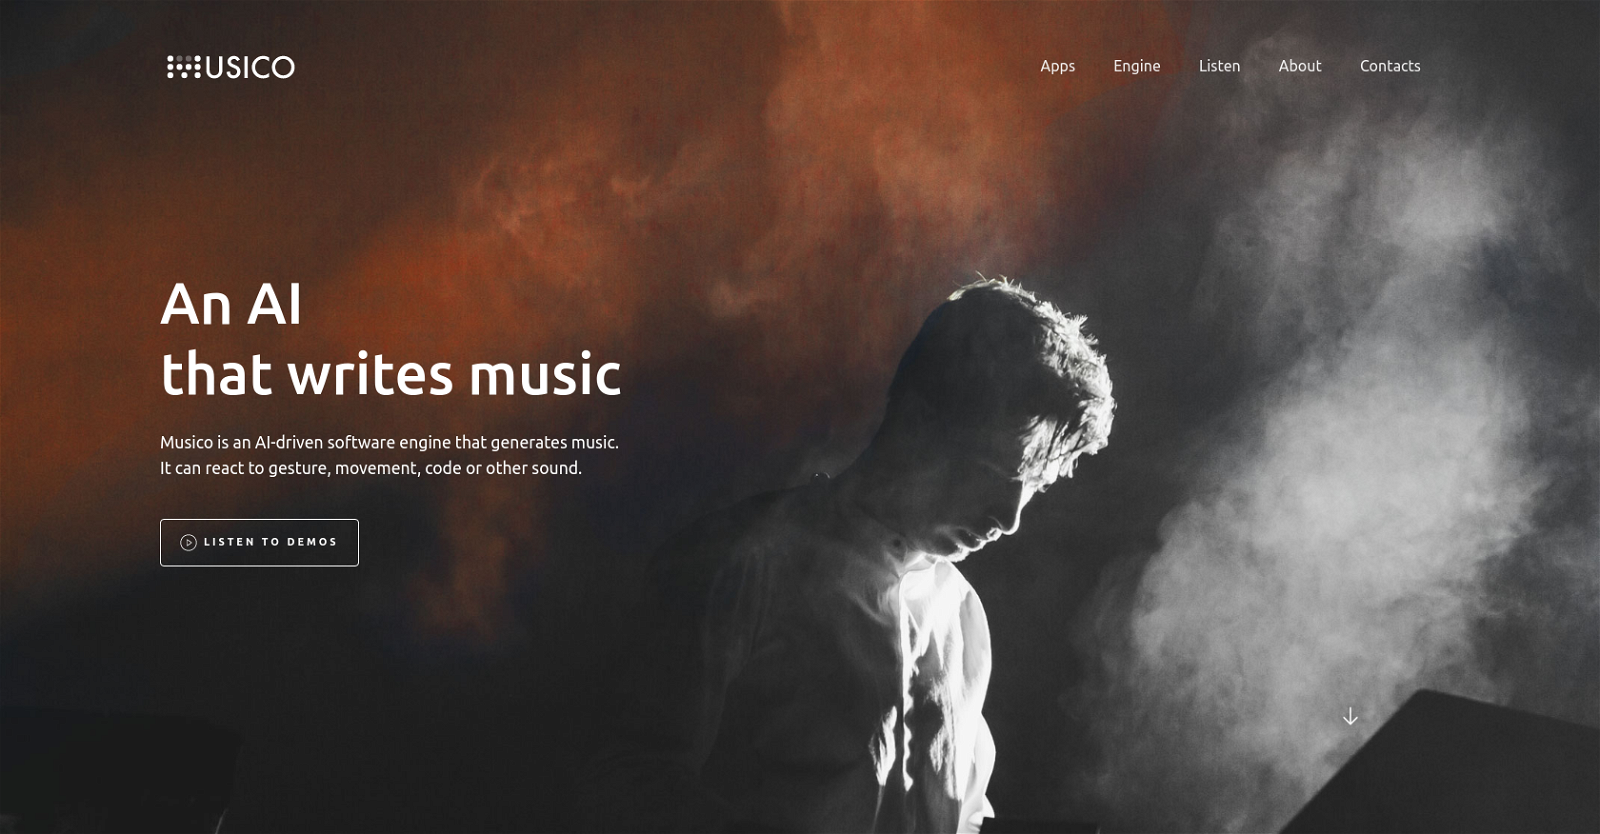 MUSICO
Apps Engine Listen About Contacts
An AI
that writes music
Musico is an AI-driven software engine that generates music.
It can react to gesture, movement, code or other sound.
LISTEN TO DEMOS